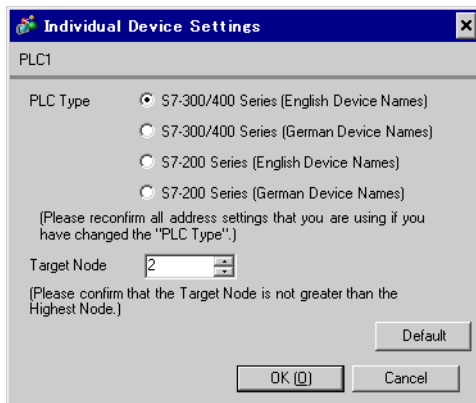 Individual Device Settings
PLC1
PLC Type
S7-300/400 Series (English Device Names)
S7-300/400 Series (German Device Names)
S7-200 Series (English Device Names)
S7-200 Series (German Device Names)
(Please reconfirm all address settings that you are using if you
have changed the "PLC Type".)
Target Node 2
(Please confirm that the Target Node is not greater than the
Highest Node.)
Default
OK (O) Cancel